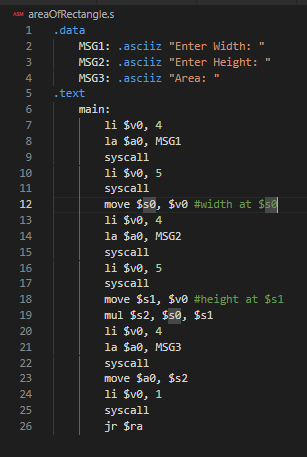 areaOfRectangle.s
1 .data
2 MSG1: .asciiz "Enter Width: "
3 MSG2: .asciiz "Enter Height: "
4 MSG3: .asciiz "Area: "
5 .text
6 main:
7 li $v0, 4
8 la $a0, MSG1
9 syscall
10 li $v0, 5
11 syscall
12 move $s0, $v0 #width at $s0
13 li $v0, 4
14 la $a0, MSG2
15 syscall
16 li $v0, 5
17 syscall
18 move $s1, $v0 #height at $s1
19 mul $s2, $s0, $s1
20 li $v0, 4
21 la $a0, MSG3
22 syscall
23 move $a0, $s2
24 li $v0, 1
25 syscall
26 jr $ra